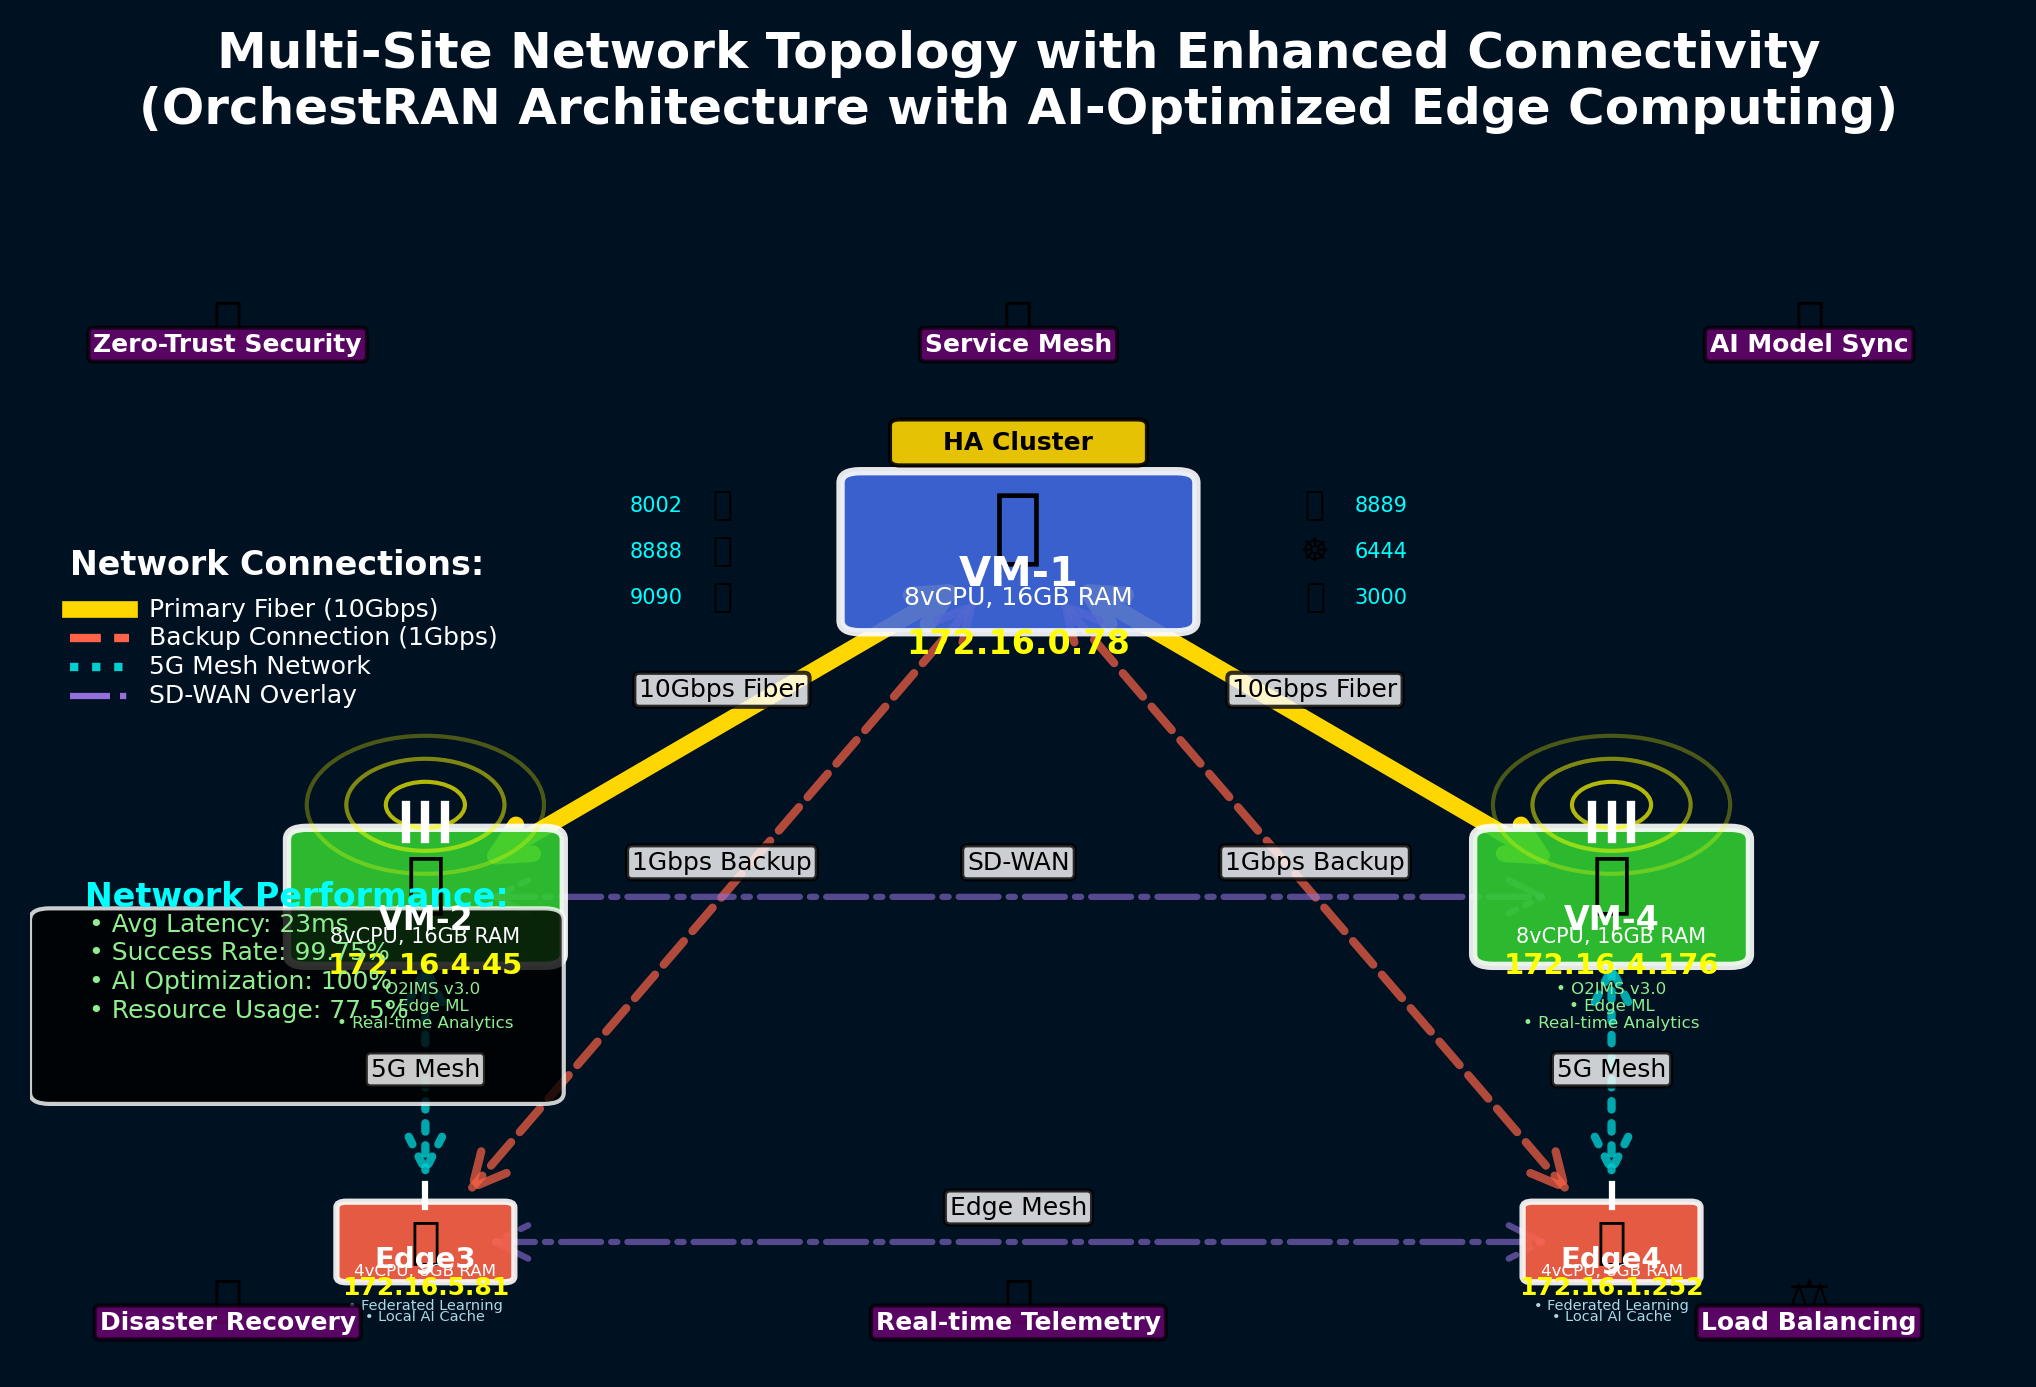 Multi-Site Network Topology with Enhanced Connectivity
(OrchestRAN Architecture with AI-Optimized Edge Computing)
Zero-Trust Security
Service Mesh
AI Model Sync
HA Cluster
8002
8888
9090
8889
6444
3000
VM-1
8vCPU, 16GB RAM
172.16.0.78
Network Connections:
Primary Fiber (10Gbps)
Backup Connection (1Gbps)
5G Mesh Network
SD-WAN Overlay
10Gbps Fiber
10Gbps Fiber
1Gbps Backup
SD-WAN
1Gbps Backup
Network Performance:
• Avg Latency: 23ms
• Success Rate: 99.75%
• AI Optimization: 100%
• Resource Usage: 77.5%
VM-2
8vCPU, 16GB RAM
172.16.4.45
• O2IMS v3.0
• Edge ML
• Real-time Analytics
VM-4
8vCPU, 16GB RAM
172.16.4.176
• O2IMS v3.0
• Edge ML
• Real-time Analytics
5G Mesh
5G Mesh
Edge Mesh
Edge3
4vCPU, 8GB RAM
172.16.5.81
• Federated Learning
• Local AI Cache
Edge4
4vCPU, 8GB RAM
172.16.1.252
• Federated Learning
• Local AI Cache
Disaster Recovery
Real-time Telemetry
Load Balancing